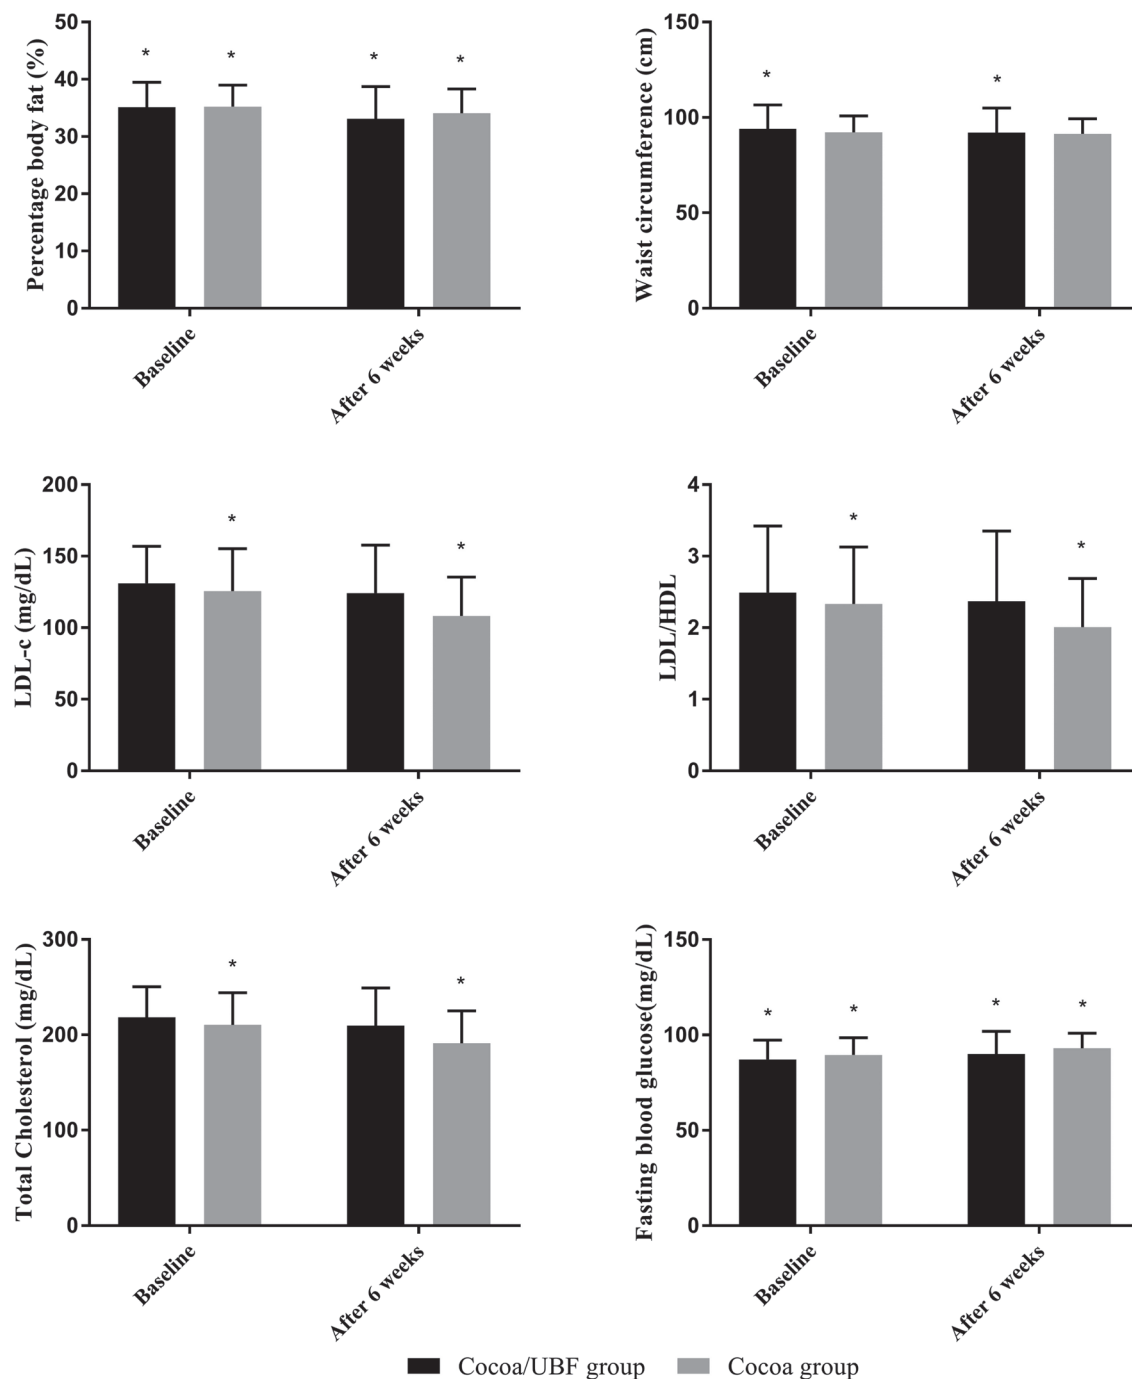 Percentage body fat (%)
50
40
30
20
10
0
* * * *
Baseline
After 6 weeks
Waist circumference (cm)
150
100
50
0
* *
Baseline
After 6 weeks
LDL-c (mg/dL)
200
150
100
50
0
* *
Baseline
After 6 weeks
LDL/HDL
4
3
2
1
0
* *
Baseline
After 6 weeks
Total Cholesterol (mg/dL)
300
200
100
0
* *
Baseline
After 6 weeks
Fasting blood glucose(mg/dL)
150
100
50
0
* * * *
Baseline
After 6 weeks
Cocoa/UBF group
Cocoa group